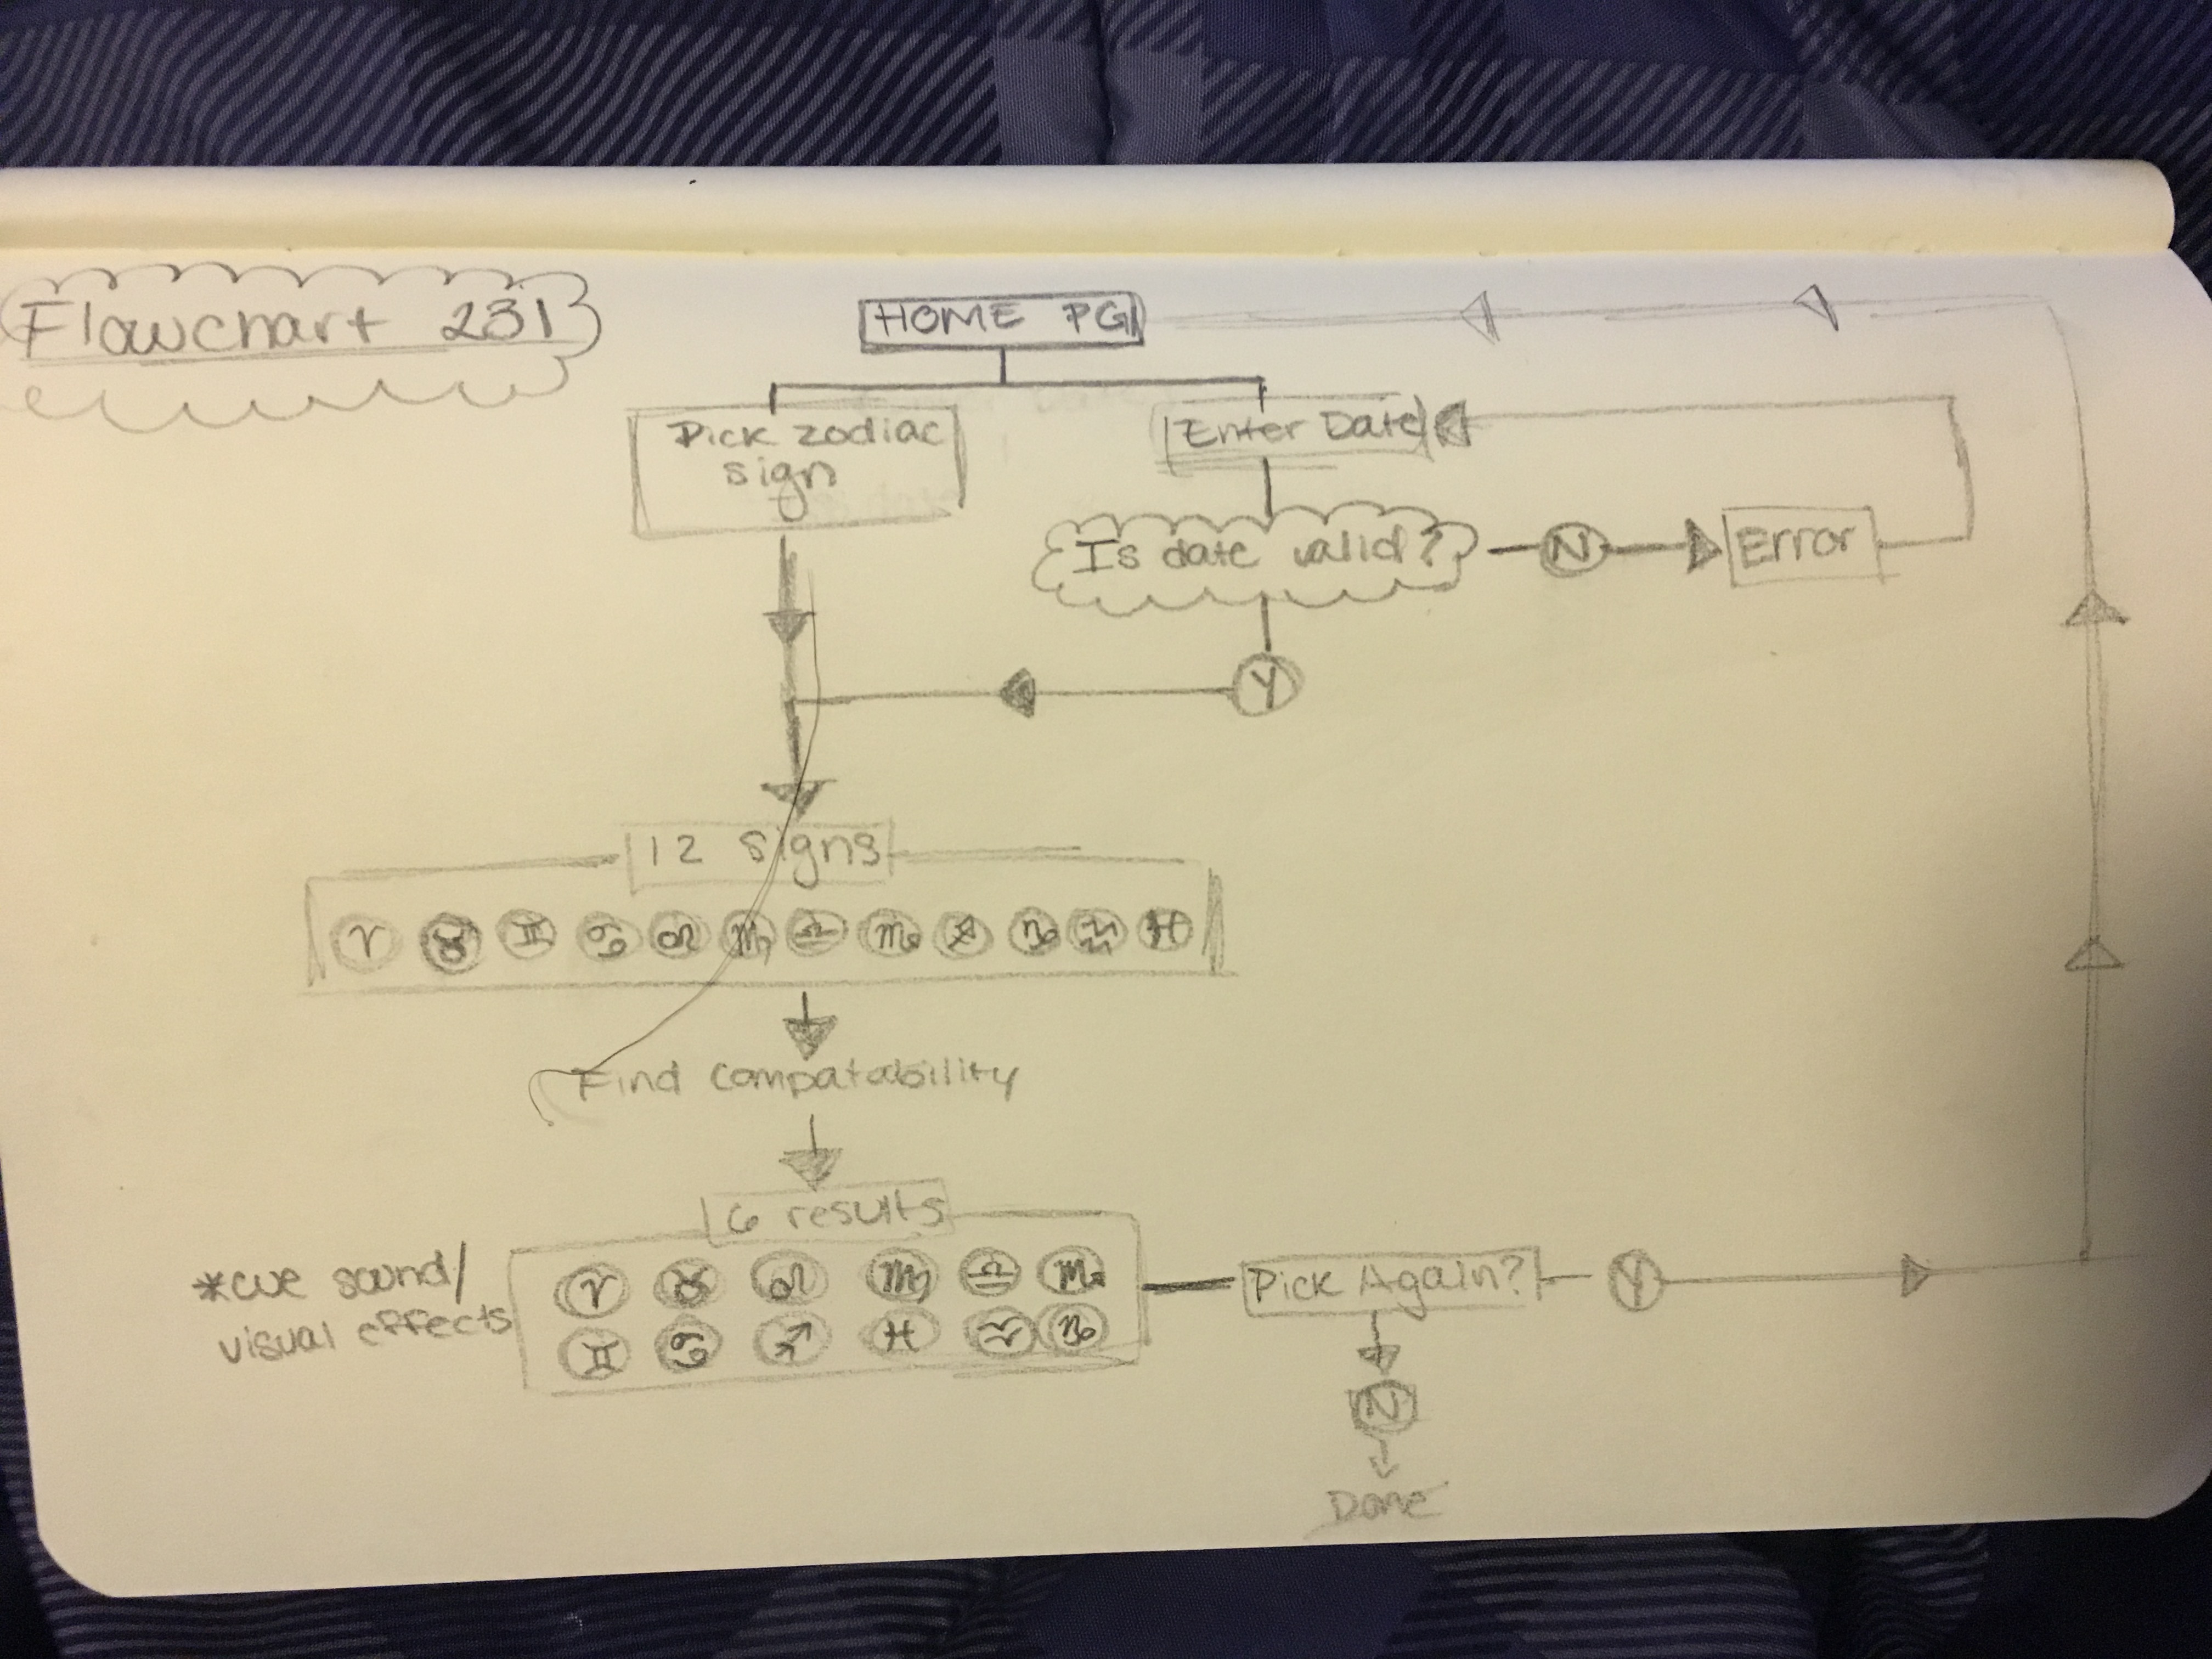 Flowchart 231
HOME PG
Pick zodiac
sign
Enter Date
Is date valid?
N
Error
Y
12 signs
♈ ♉ ♊ ♋ ♌ ♍ ♎ ♏ ♐ ♑ ♒ ♓
Find compatability
6 results
*cue sound/
visual effects
♈ ♉ ♌ ♍ ♎ ♏
♊ ♋ ♐ ♓ ♒ ♑
Pick Again?
Y
N
Done